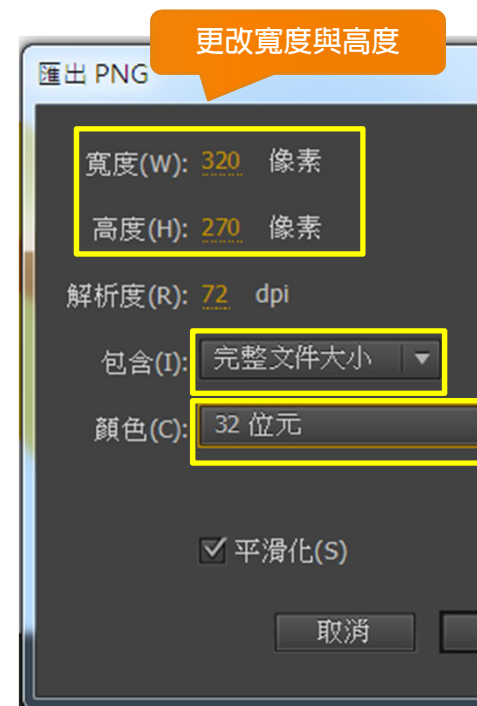 更改寬度與高度
匯出 PNG
寬度(W): 320 像素
高度(H): 270 像素
解析度(R): 72 dpi
包含(I): 完整文件大小
顏色(C): 32 位元
平滑化(S)
取消